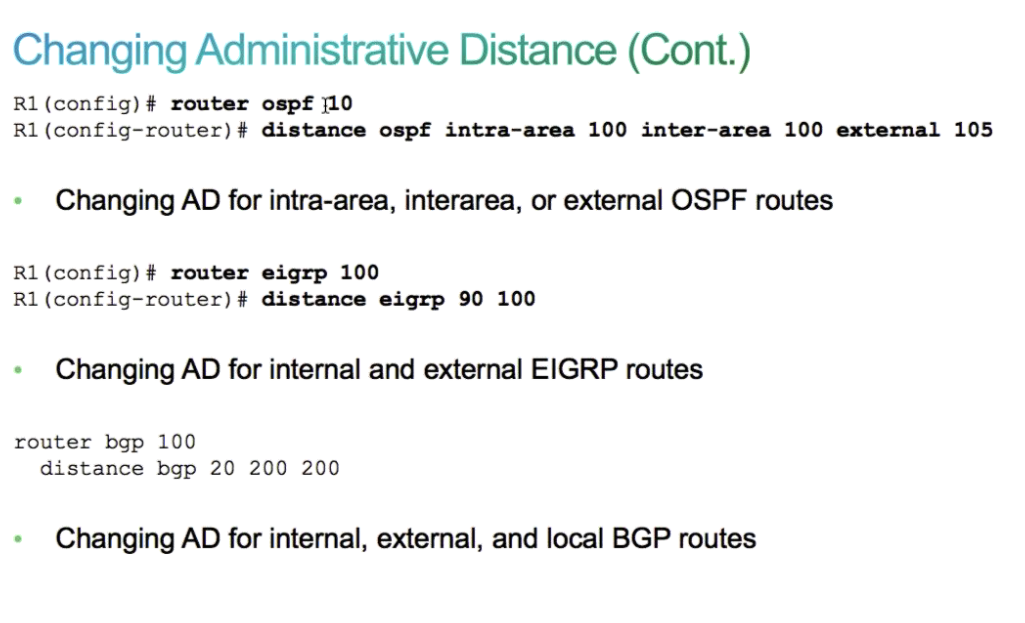 Changing Administrative Distance (Cont.)
R1(config)# router ospf 10
R1(config-router)# distance ospf intra-area 100 inter-area 100 external 105
• Changing AD for intra-area, interarea, or external OSPF routes
R1(config)# router eigrp 100
R1(config-router)# distance eigrp 90 100
• Changing AD for internal and external EIGRP routes
router bgp 100
distance bgp 20 200 200
• Changing AD for internal, external, and local BGP routes